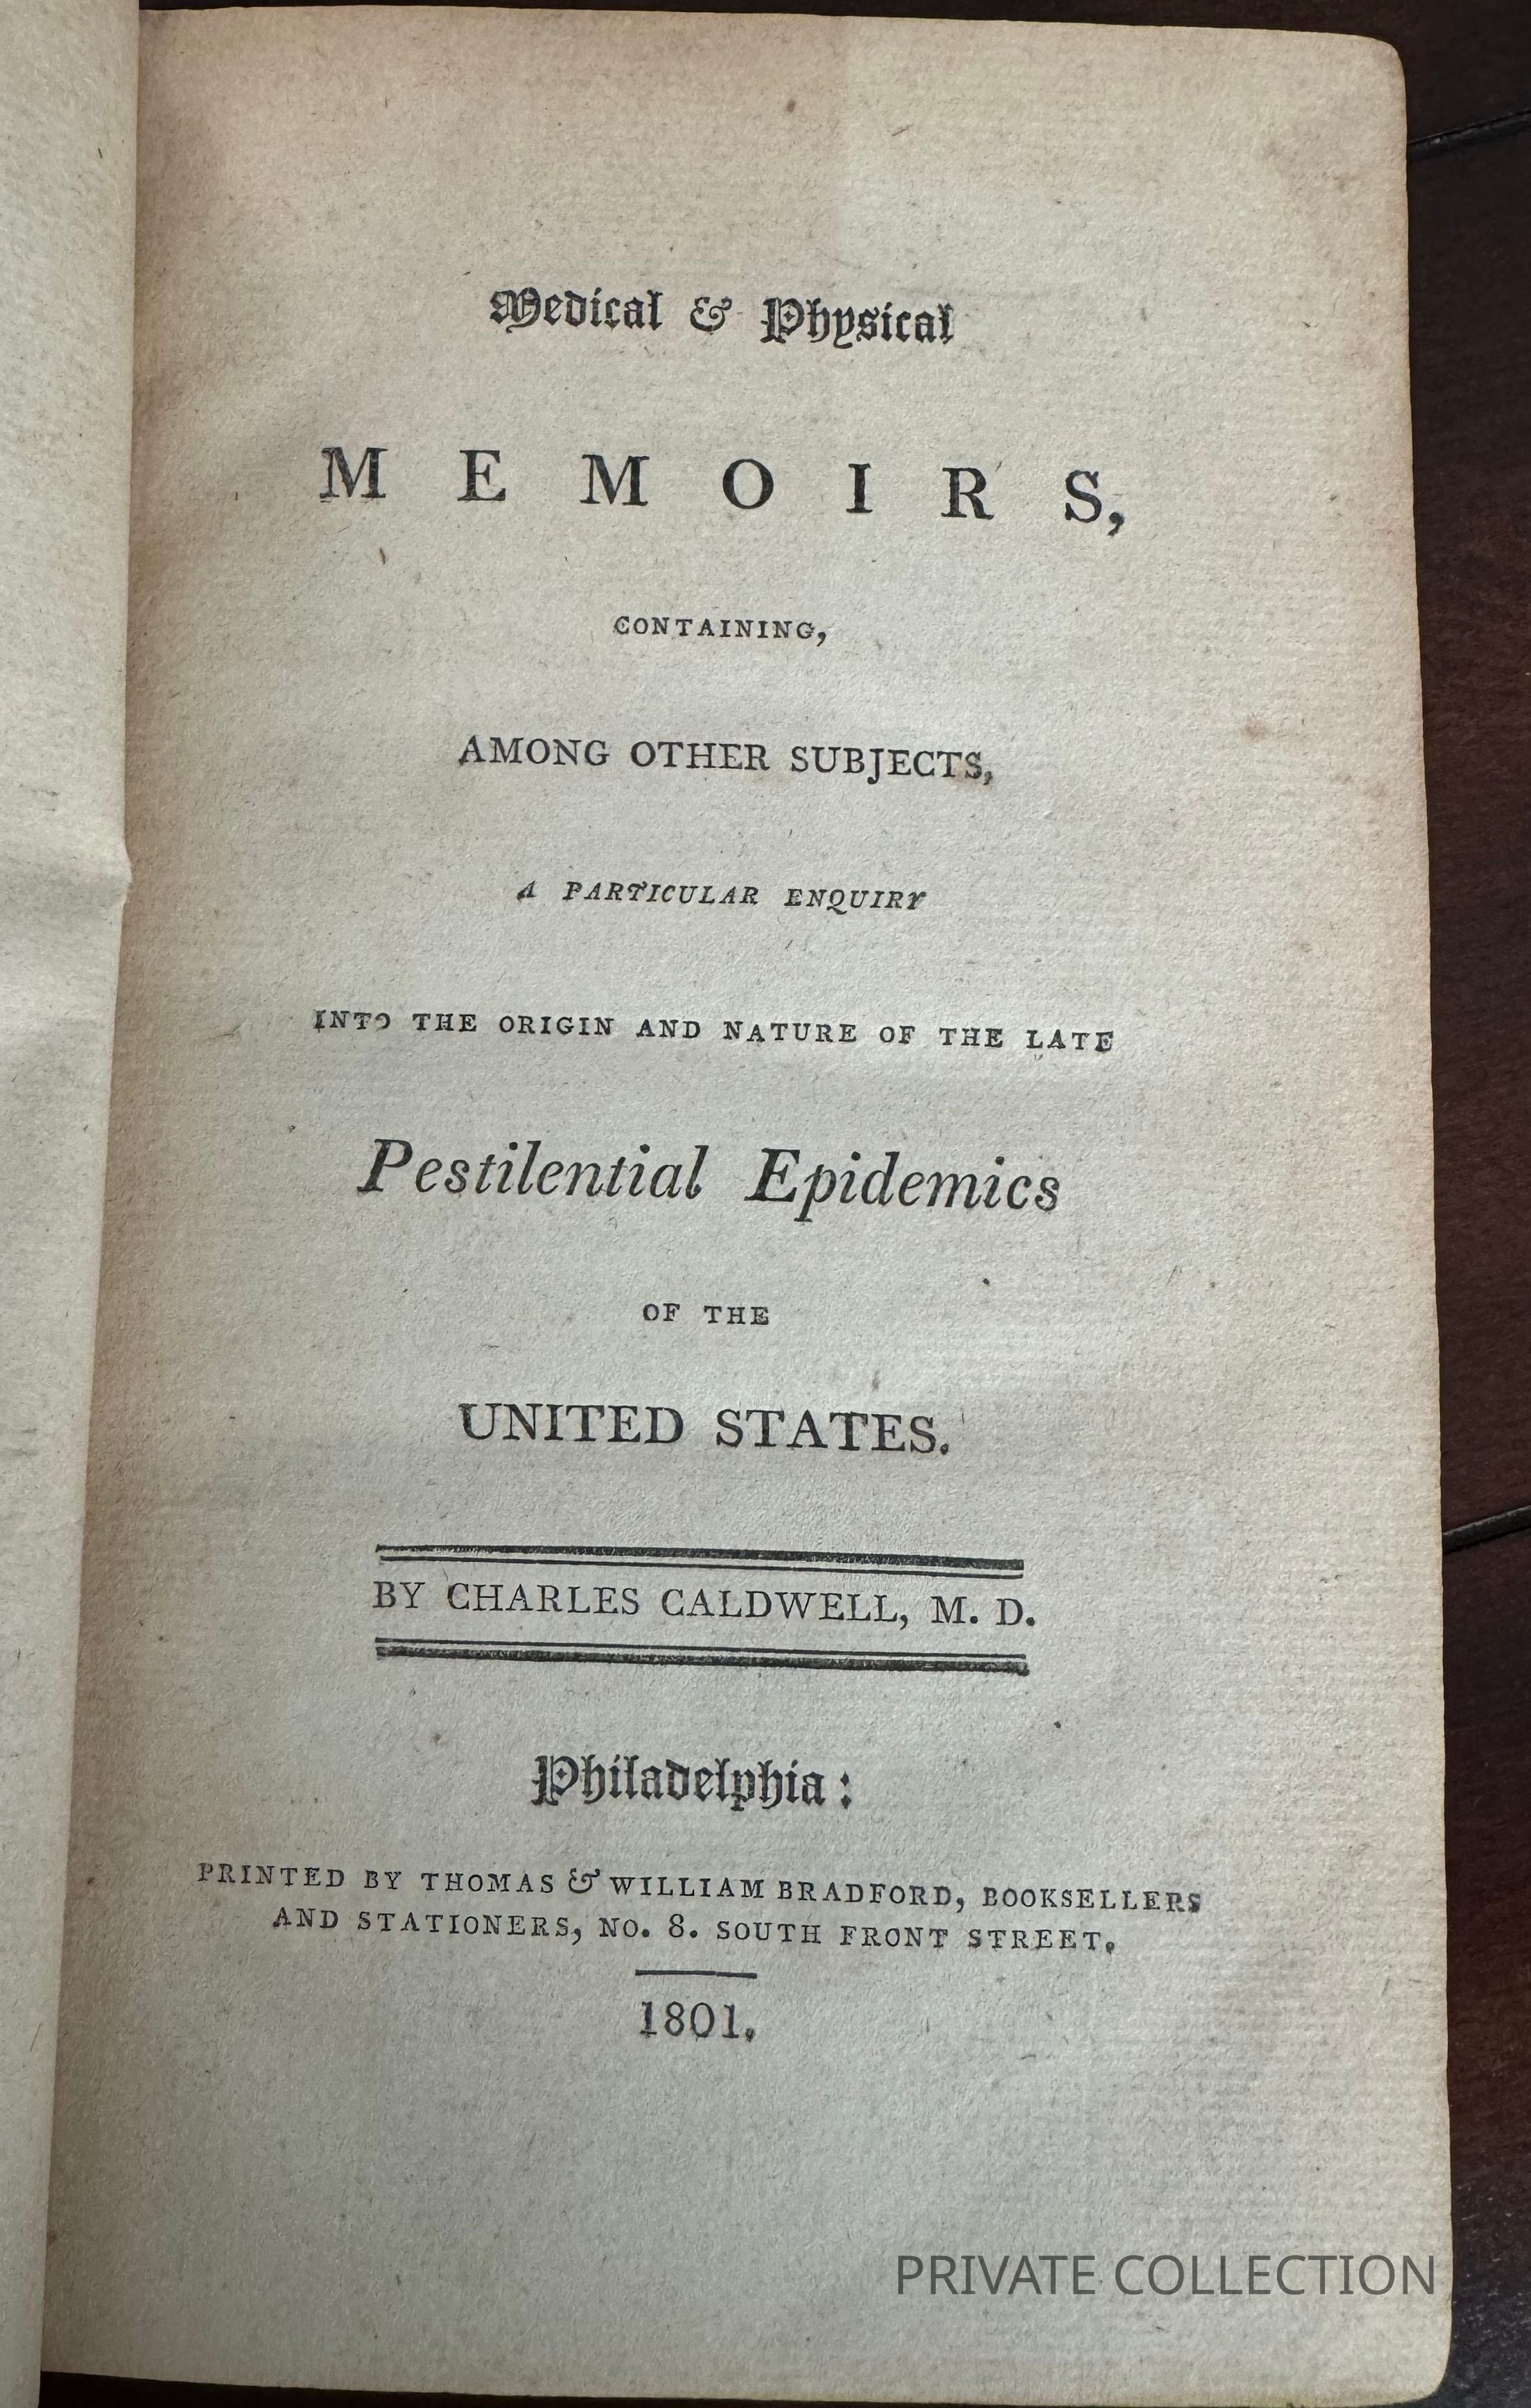 Medical & Physical
MEMOIRS,
CONTAINING,
AMONG OTHER SUBJECTS,
A PARTICULAR ENQUIRY
INTO THE ORIGIN AND NATURE OF THE LATE
Pestilential Epidemics
OF THE
UNITED STATES.
BY CHARLES CALDWELL, M. D.
Philadelphia:
PRINTED BY THOMAS & WILLIAM BRADFORD, BOOKSELLERS
AND STATIONERS, NO. 8. SOUTH FRONT STREET.
1801.
PRIVATE COLLECTION